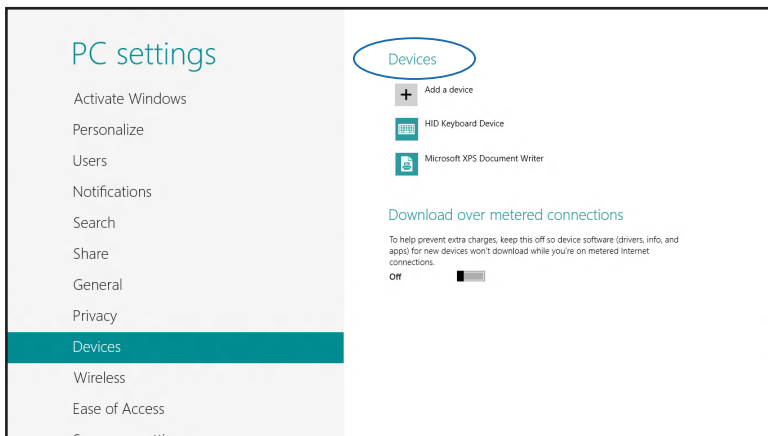 PC settings
Activate Windows
Personalize
Users
Notifications
Search
Share
General
Privacy
Devices
Wireless
Ease of Access
Devices
Add a device
HID Keyboard Device
Microsoft XPS Document Writer
Download over metered connections
To help prevent extra charges, keep this off so device software (drivers, info, and
apps) for new devices won't download while you're on metered Internet
connections.
Off